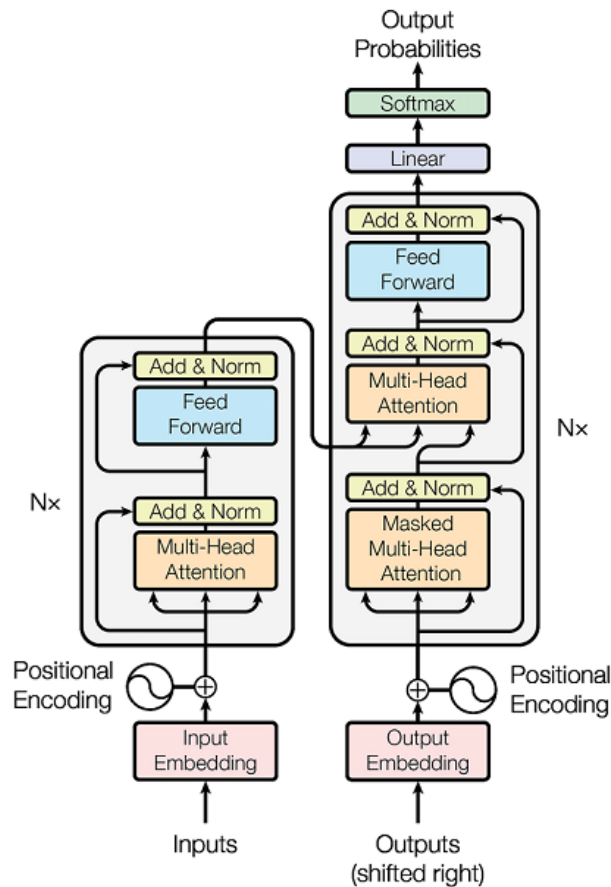 Output
Probabilities
Softmax
Linear
Add & Norm
Feed
Forward
Add & Norm
Multi-Head
Attention
Add & Norm
Masked
Multi-Head
Attention
Nx
Positional
Encoding
Output
Embedding
Outputs
(shifted right)
Add & Norm
Feed
Forward
Add & Norm
Multi-Head
Attention
Nx
Positional
Encoding
Input
Embedding
Inputs